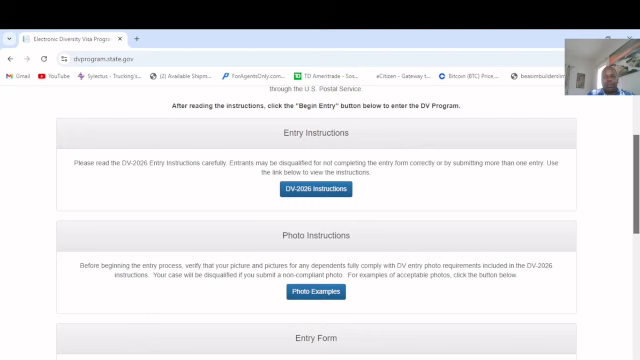 Electronic Diversity Visa Progra
dvprogram.state.gov
Gmail
YouTube
Sylectus - Trucking's...
(2) Available Shipm...
ForAgentsOnly.com...
TD Ameritrade - Sos...
eCitizen - Gateway t...
Bitcoin (BTC) Price,...
beaombuilderslim
through the U.S. Postal Service
After reading the instructions, click the "Begin Entry" button below to enter the DV Program.
Entry Instructions
Please read the DV-2026 Entry Instructions carefully. Entrants may be disqualified for not completing the entry form correctly or by submitting more than one entry. Use
the link below to view the instructions.
DV-2026 Instructions
Photo Instructions
Before beginning the entry process, verify that your picture and pictures for any dependents fully comply with DV entry photo requirements included in the DV-2026
instructions. Your case will be disqualified if you submit a non-compliant photo. For examples of acceptable photos, click the button below.
Photo Examples
Entry Form